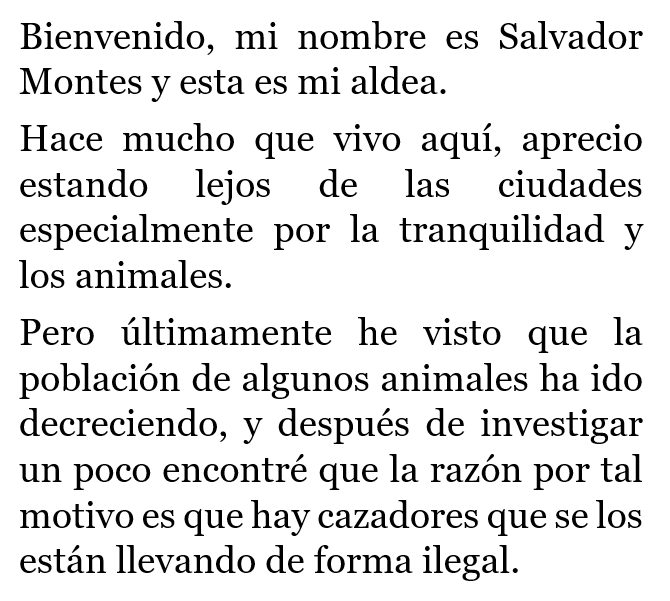 Bienvenido, mi nombre es Salvador
Montes y esta es mi aldea.
Hace mucho que vivo aquí, aprecio
estando lejos de las ciudades
especialmente por la tranquilidad y
los animales.
Pero últimamente he visto que la
población de algunos animales ha ido
decreciendo, y después de investigar
un poco encontré que la razón por tal
motivo es que hay cazadores que se los
están llevando de forma ilegal.